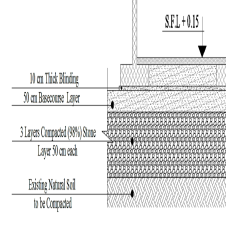 S.F.L + 0.15
10 cm Thick Blinding
50 cm Basecourse Layer
3 Layers Compacted (98%) Stone
Layer 50 cm each
Existing Natural Soil
to be Compacted